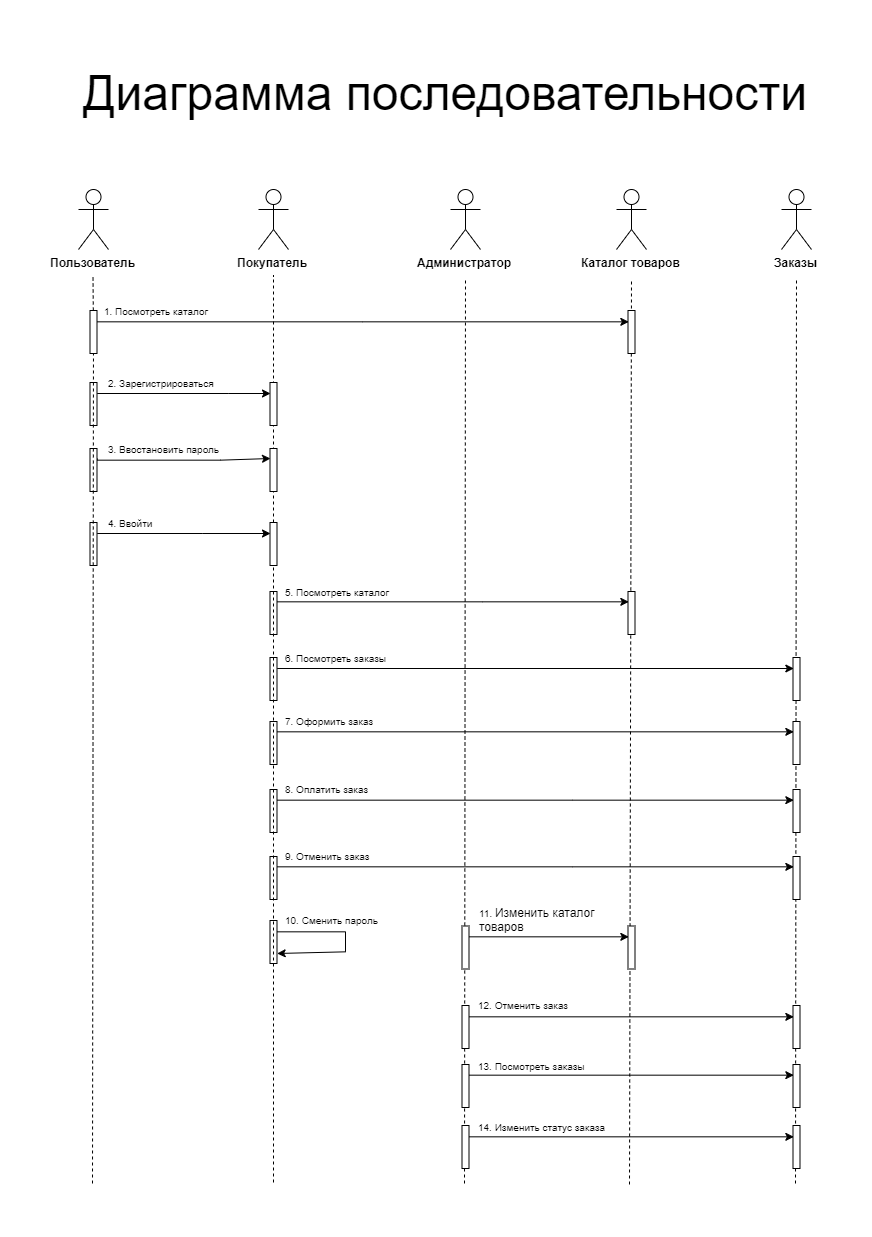 Диаграмма последовательности
Пользователь
Покупатель
Администратор
Каталог товаров
Заказы
1. Посмотреть каталог
2. Зарегистрироваться
3. Ввостановить пароль
4. Ввойти
5. Посмотреть каталог
6. Посмотреть заказы
7. Оформить заказ
8. Оплатить заказ
9. Отменить заказ
10. Сменить пароль
11. Изменить каталог
товаров
12. Отменить заказ
13. Посмотреть заказы
14. Изменить статус заказа